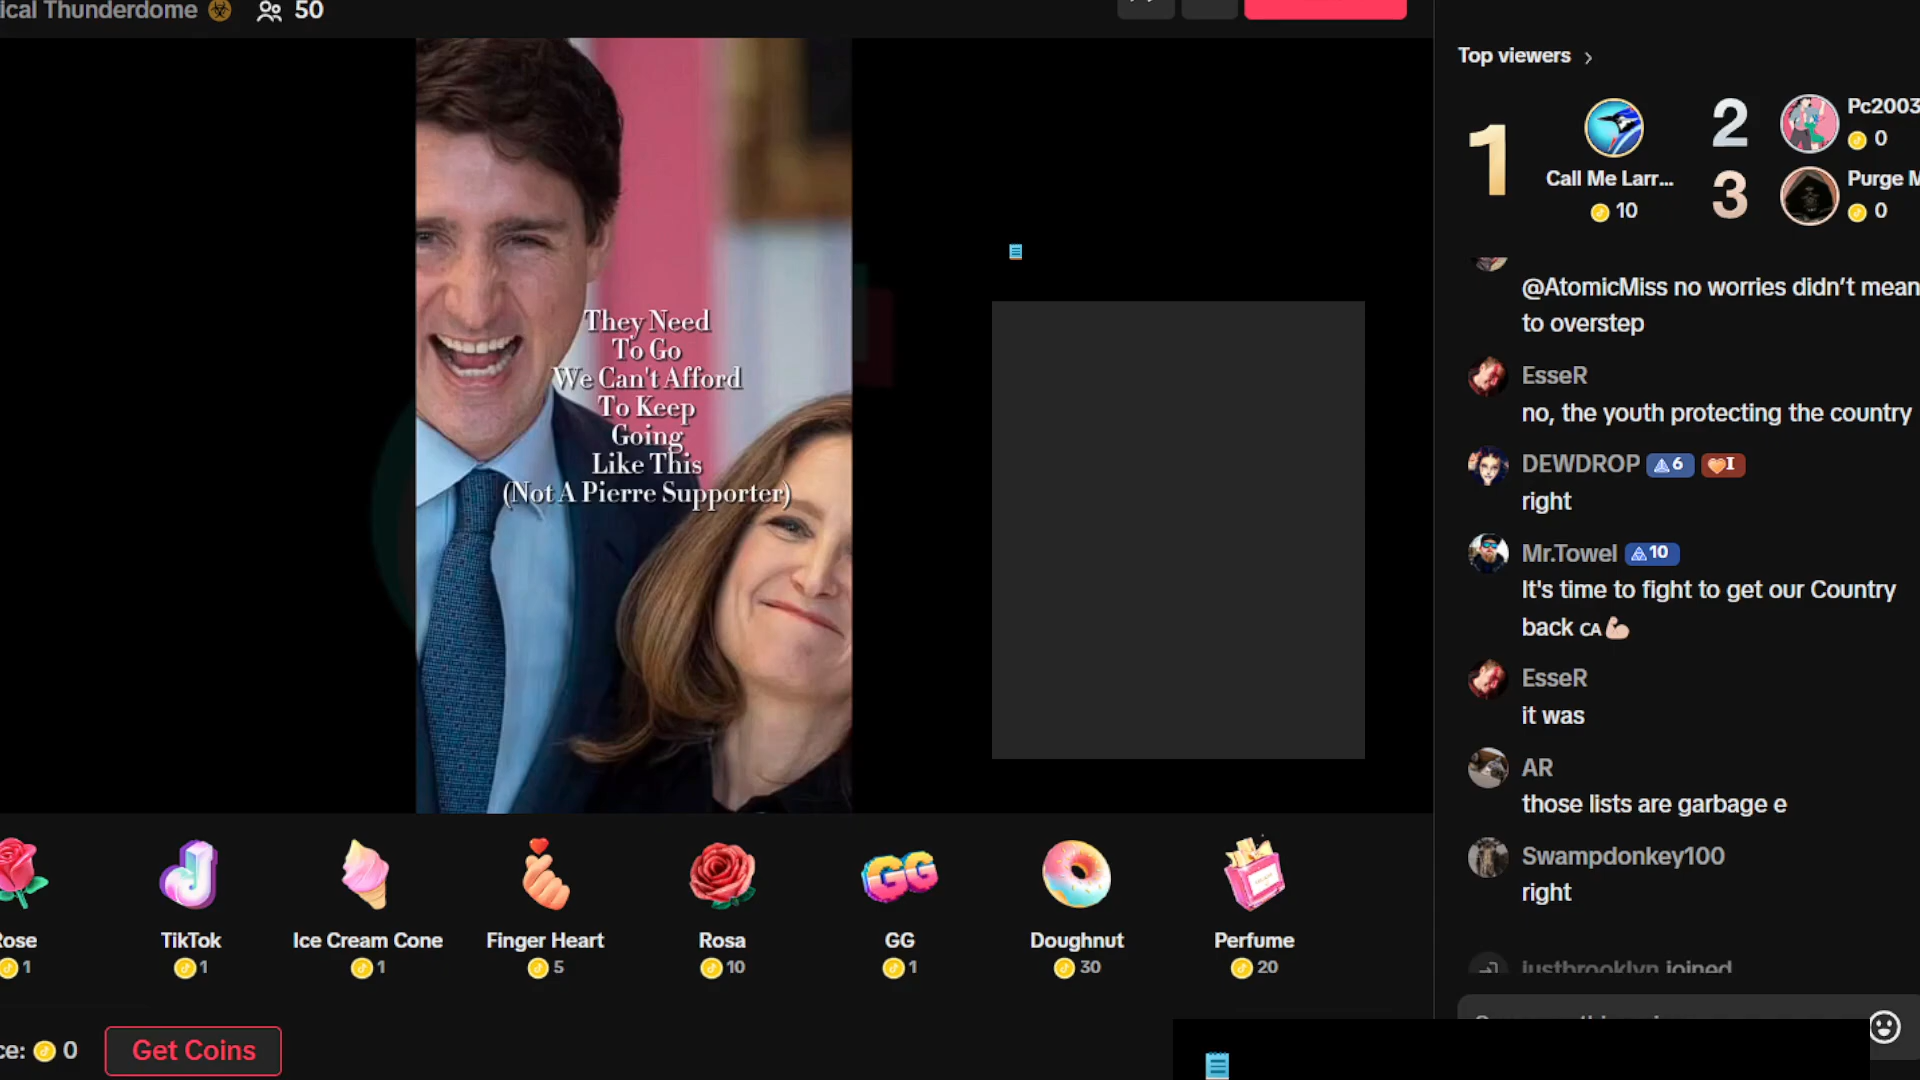 ical Thunderdome
50
They Need
To Go
We Can't Afford
To Keep
Going
Like This
(Not A Pierre Supporter)
Top viewers
1
Call Me Larr...
10
2
Pc2003
0
3
Purge M
0
@AtomicMiss no worries didn’t mean
to overstep
EsseR
no, the youth protecting the country
DEWDROP 6 I
right
Mr.Towel 10
It's time to fight to get our Country
back CA
EsseR
it was
AR
those lists are garbage e
Swampdonkey100
right
justbrooklyn joined
Rose
1
TikTok
1
Ice Cream Cone
1
Finger Heart
5
Rosa
10
GG
GG
1
Doughnut
30
Perfume
20
ce: 0
Get Coins